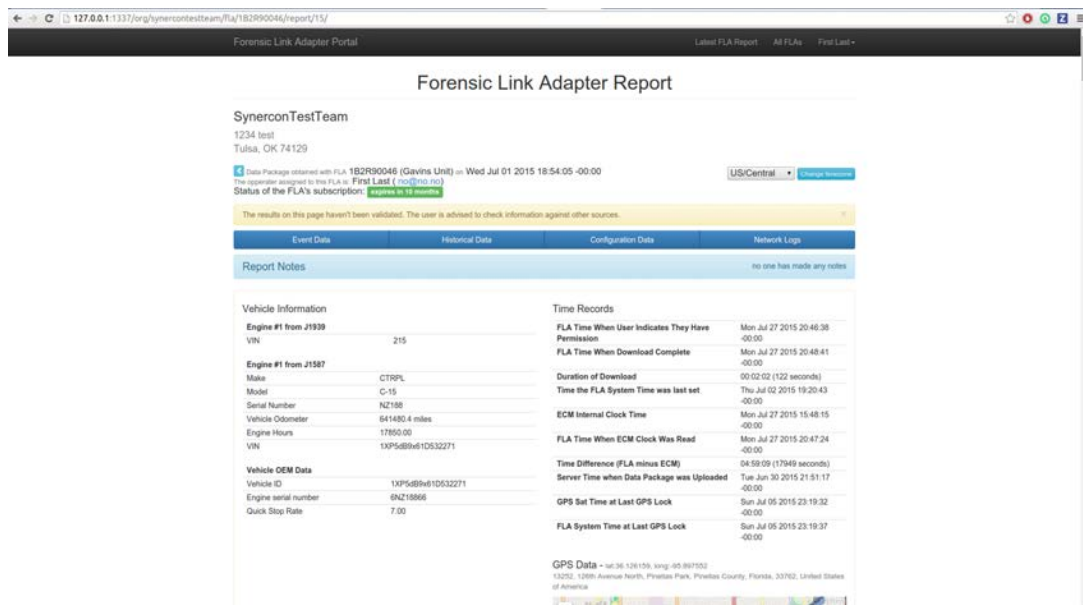 127.0.0.1:1337/org/synercontestteam/fla/1B2R90046/report/15/
Forensic Link Adapter Portal
Latest FLA Report All FLAs First Last
Forensic Link Adapter Report
SynerconTestTeam
1234 test
Tulsa, OK 74129
Data Package obtained with FLA 1B2R90046 (Gavins Unit) on Wed Jul 01 2015 18:54:05 -00:00
US/Central Change timezone
The opperater assigned to this FLA is: First Last ( no@no.no)
Status of the FLA's subscription: expires in 10 months
The results on this page haven't been validated. The user is advised to check information against other sources. ×
Event Data Historical Data Configuration Data Network Logs
Report Notes no one has made any notes
Vehicle Information
Engine #1 from J1939
VIN 215
Engine #1 from J1587
Make CTRPL
Model C-15
Serial Number NZ188
Vehicle Odometer 641480.4 miles
Engine Hours 17850.00
VIN 1XP5dB9x61D532271
Vehicle OEM Data
Vehicle ID 1XP5dB9x61D532271
Engine serial number 6NZ18866
Quick Stop Rate 7.00
Time Records
FLA Time When User Indicates They Have Mon Jul 27 2015 20:46:38
Permission -00:00
FLA Time When Download Complete Mon Jul 27 2015 20:48:41
-00:00
Duration of Download 00:02:02 (122 seconds)
Time the FLA System Time was last set Thu Jul 02 2015 19:20:43
-00:00
ECM Internal Clock Time Mon Jul 27 2015 15:48:15
-00:00
FLA Time When ECM Clock Was Read Mon Jul 27 2015 20:47:24
-00:00
Time Difference (FLA minus ECM) 04:59:09 (17949 seconds)
Server Time when Data Package was Uploaded Tue Jun 30 2015 21:51:17
-00:00
GPS Sat Time at Last GPS Lock Sun Jul 05 2015 23:19:32
-00:00
FLA System Time at Last GPS Lock Sun Jul 05 2015 23:19:37
-00:00
GPS Data - lat:36.126159, long:-95.897552
13252, 126th Avenue North, Pinellas Park, Pinellas County, Florida, 33762, United States
of America